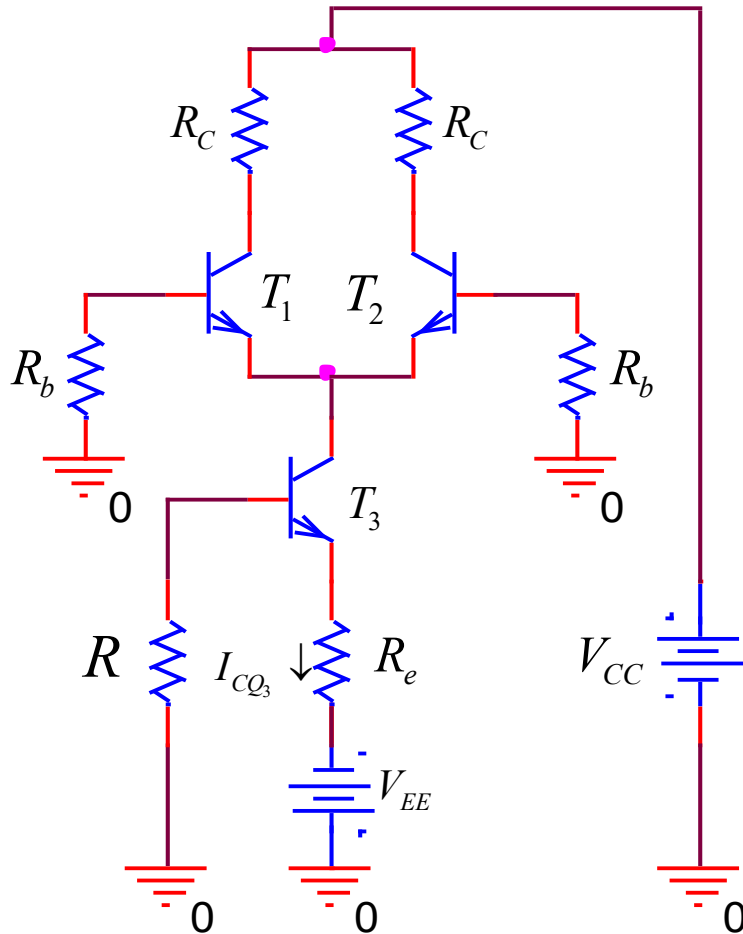 R_C R_C
T_1 T_2
R_b R_b
0 T_3 0
R I_{CQ_3} ↓ R_e V_{CC}
V_{EE}
0 0 0